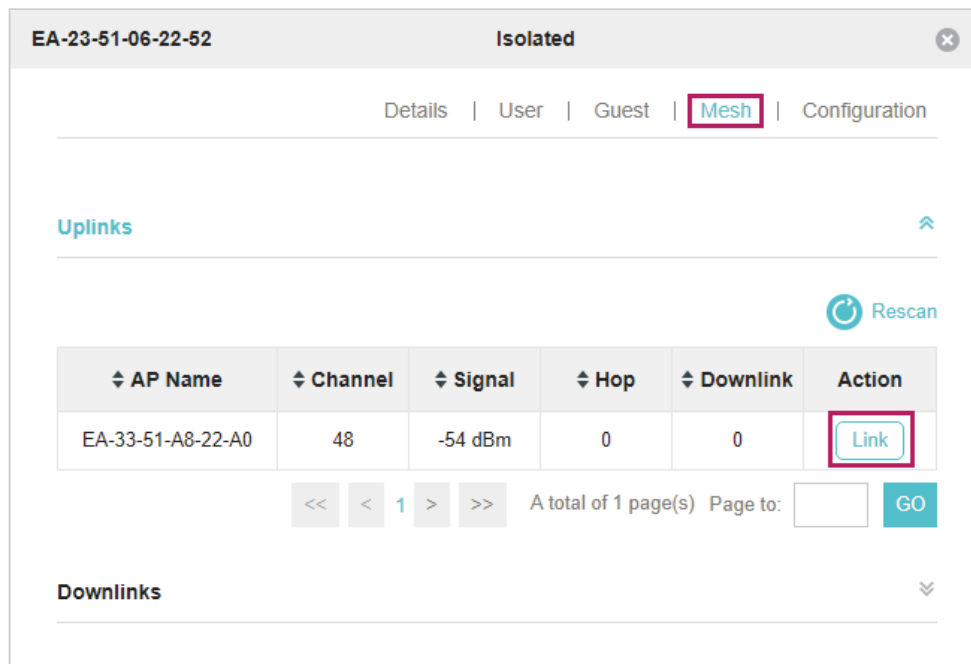 EA-23-51-06-22-52 Isolated
Details | User | Guest | Mesh | Configuration
Uplinks
Rescan
AP Name Channel Signal Hop Downlink Action
EA-33-51-A8-22-A0 48 -54 dBm 0 0 Link
<< < 1 > >> A total of 1 page(s) Page to: GO
Downlinks